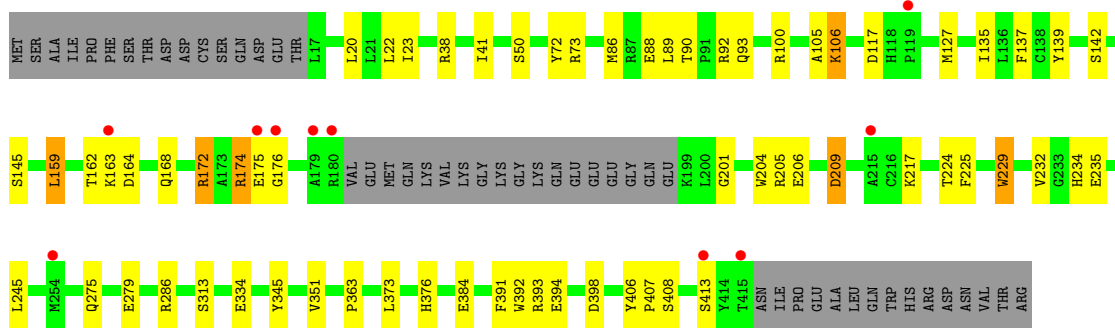 MET SER ALA ILE PRO PHE SER THR ASP ASP CYS SER GLN ASP GLU THR L17 L20 L21 L22 I23 R38 I41 S50 Y72 R73 M86 R87 E88 L89 T90 P91 R92 Q93 R100 A105 K106 D117 H118 P119 M127 I135 L136 F137 C138 Y139 S142
S145 L159 T162 K163 D164 Q168 R172 A173 R174 E175 G176 A179 R180 VAL GLU MET GLN LYS VAL LYS GLY LYS GLY LYS GLN GLU GLU GLU GLY GLN GLU K199 L200 G201 W204 R205 E206 D209 A215 C216 K217 T224 F225 W229 V232 G233 H234 E235
L245 M254 Q275 E279 R286 S313 E334 Y345 V351 P363 L373 H376 E384 F391 W392 R393 E394 D398 Y406 P407 S408 S413 Y414 T415 ASN ILE PRO GLU ALA LEU GLN TRP HIS ARG ASP ASN VAL THR ARG